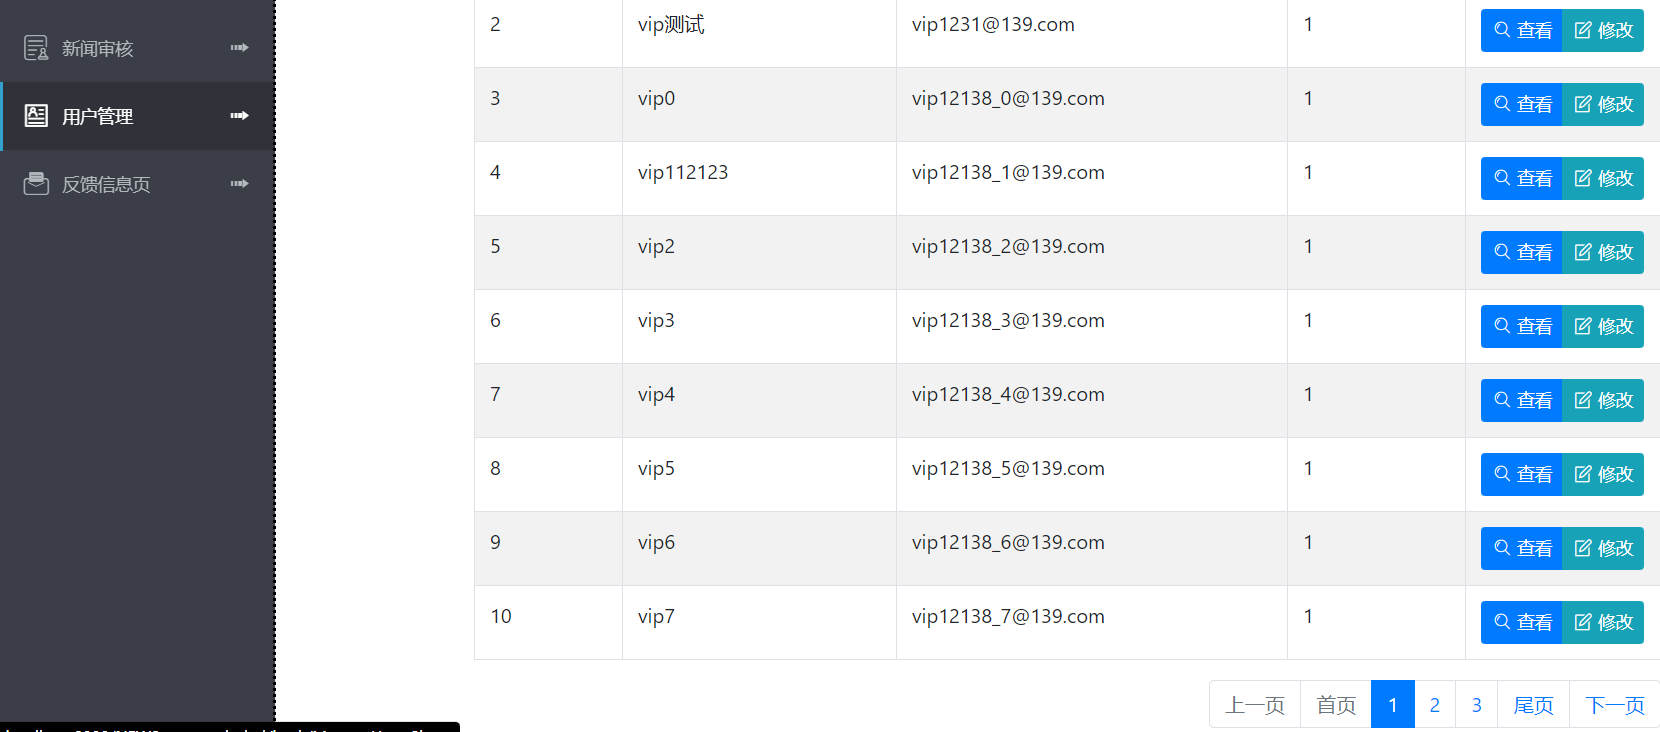 新闻审核
用户管理
反馈信息页
2 vip测试 vip1231@139.com 1 查看 修改
3 vip0 vip12138_0@139.com 1 查看 修改
4 vip112123 vip12138_1@139.com 1 查看 修改
5 vip2 vip12138_2@139.com 1 查看 修改
6 vip3 vip12138_3@139.com 1 查看 修改
7 vip4 vip12138_4@139.com 1 查看 修改
8 vip5 vip12138_5@139.com 1 查看 修改
9 vip6 vip12138_6@139.com 1 查看 修改
10 vip7 vip12138_7@139.com 1 查看 修改
上一页 首页 1 2 3 尾页 下一页